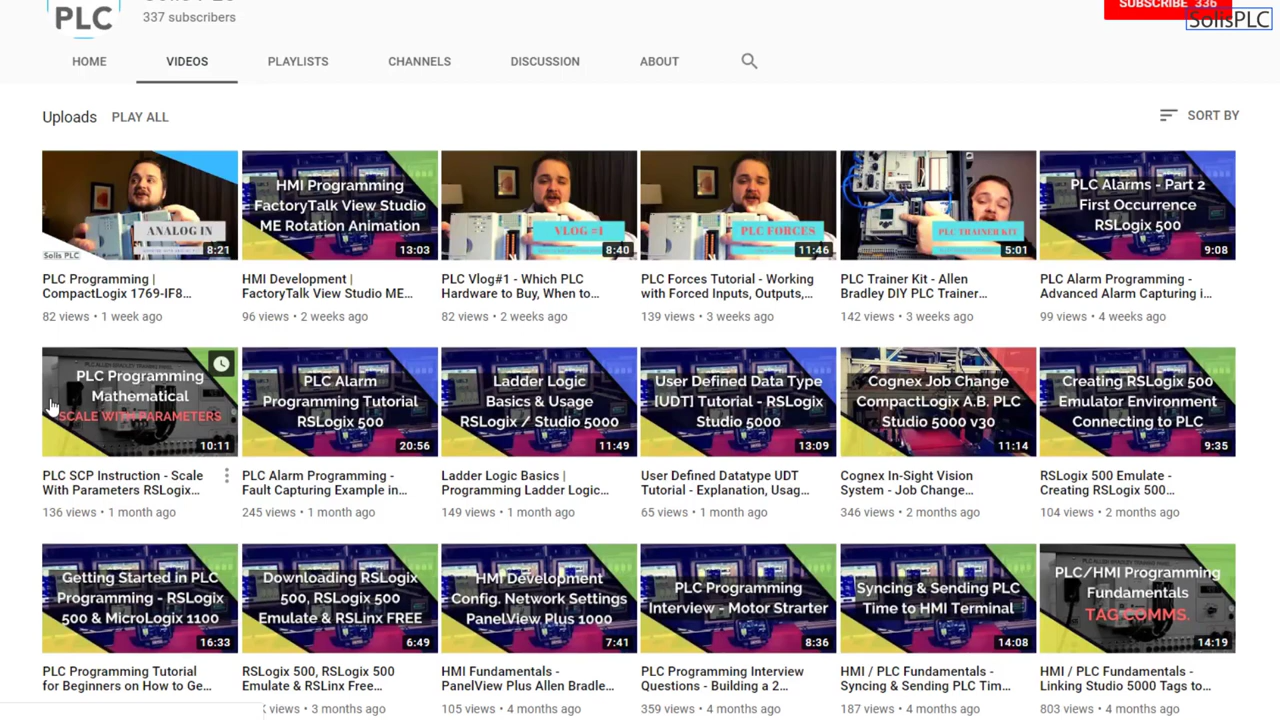 PLC
337 subscribers
SUBSCRIBE 336
SolisPLC
HOME
VIDEOS
PLAYLISTS
CHANNELS
DISCUSSION
ABOUT
Uploads
PLAY ALL
SORT BY
ANALOG IN
Solis PLC
8:21
PLC Programming |
CompactLogix 1769-IF8...
82 views • 1 week ago
HMI Programming
FactoryTalk View Studio
ME Rotation Animation
13:03
HMI Development |
FactoryTalk View Studio ME...
96 views • 2 weeks ago
VLOG #1
8:40
PLC Vlog#1 - Which PLC
Hardware to Buy, When to...
82 views • 2 weeks ago
PLC FORCES
11:46
PLC Forces Tutorial - Working
with Forced Inputs, Outputs,...
139 views • 3 weeks ago
PLC TRAINER KIT
5:01
PLC Trainer Kit - Allen
Bradley DIY PLC Trainer...
142 views • 3 weeks ago
PLC Alarms - Part 2
First Occurrence
RSLogix 500
9:08
PLC Alarm Programming -
Advanced Alarm Capturing i...
99 views • 4 weeks ago
PLC Programming
Mathematical
SCALE WITH PARAMETERS
10:11
PLC SCP Instruction - Scale
With Parameters RSLogix...
136 views • 1 month ago
PLC Alarm
Programming Tutorial
RSLogix 500
20:56
PLC Alarm Programming -
Fault Capturing Example in...
245 views • 1 month ago
Ladder Logic
Basics & Usage
RSLogix / Studio 5000
11:49
Ladder Logic Basics |
Programming Ladder Logic...
149 views • 1 month ago
User Defined Data Type
[UDT] Tutorial - RSLogix
Studio 5000
13:09
User Defined Datatype UDT
Tutorial - Explanation, Usag...
65 views • 1 month ago
Cognex Job Change
CompactLogix A.B. PLC
Studio 5000 v30
11:14
Cognex In-Sight Vision
System - Job Change...
346 views • 2 months ago
Creating RSLogix 500
Emulator Environment
Connecting to PLC
9:35
RSLogix 500 Emulate -
Creating RSLogix 500...
104 views • 2 months ago
Getting Started in PLC
Programming - RSLogix
500 & MicroLogix 1100
16:33
PLC Programming Tutorial
for Beginners on How to Ge...
Downloading RSLogix
500, RSLogix 500
Emulate & RSLinx FREE
6:49
RSLogix 500, RSLogix 500
Emulate & RSLinx Free...
views • 3 months ago
HMI Development
Config. Network Settings
PanelView Plus 1000
7:41
HMI Fundamentals -
PanelView Plus Allen Bradle...
105 views • 4 months ago
PLC Programming
Interview - Motor Starter
8:36
PLC Programming Interview
Questions - Building a 2...
359 views • 4 months ago
Syncing & Sending PLC
Time to HMI Terminal
14:08
HMI / PLC Fundamentals -
Syncing & Sending PLC Tim...
187 views • 4 months ago
PLC/HMI Programming
Fundamentals
TAG COMMS.
14:19
HMI / PLC Fundamentals -
Linking Studio 5000 Tags to...
803 views • 4 months ago